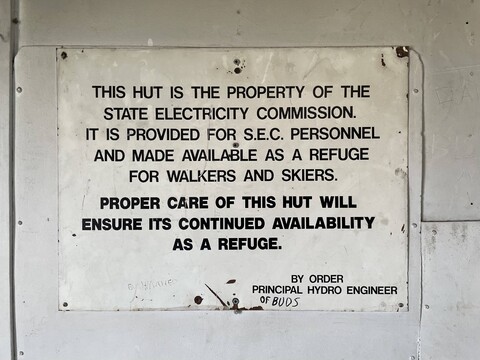 THIS HUT IS THE PROPERTY OF THE
STATE ELECTRICITY COMMISSION.
IT IS PROVIDED FOR S.E.C. PERSONNEL
AND MADE AVAILABLE AS A REFUGE
FOR WALKERS AND SKIERS.
PROPER CARE OF THIS HUT WILL
ENSURE ITS CONTINUED AVAILABILITY
AS A REFUGE.
BY ORDER
PRINCIPAL HYDRO ENGINEER
OF BUDS